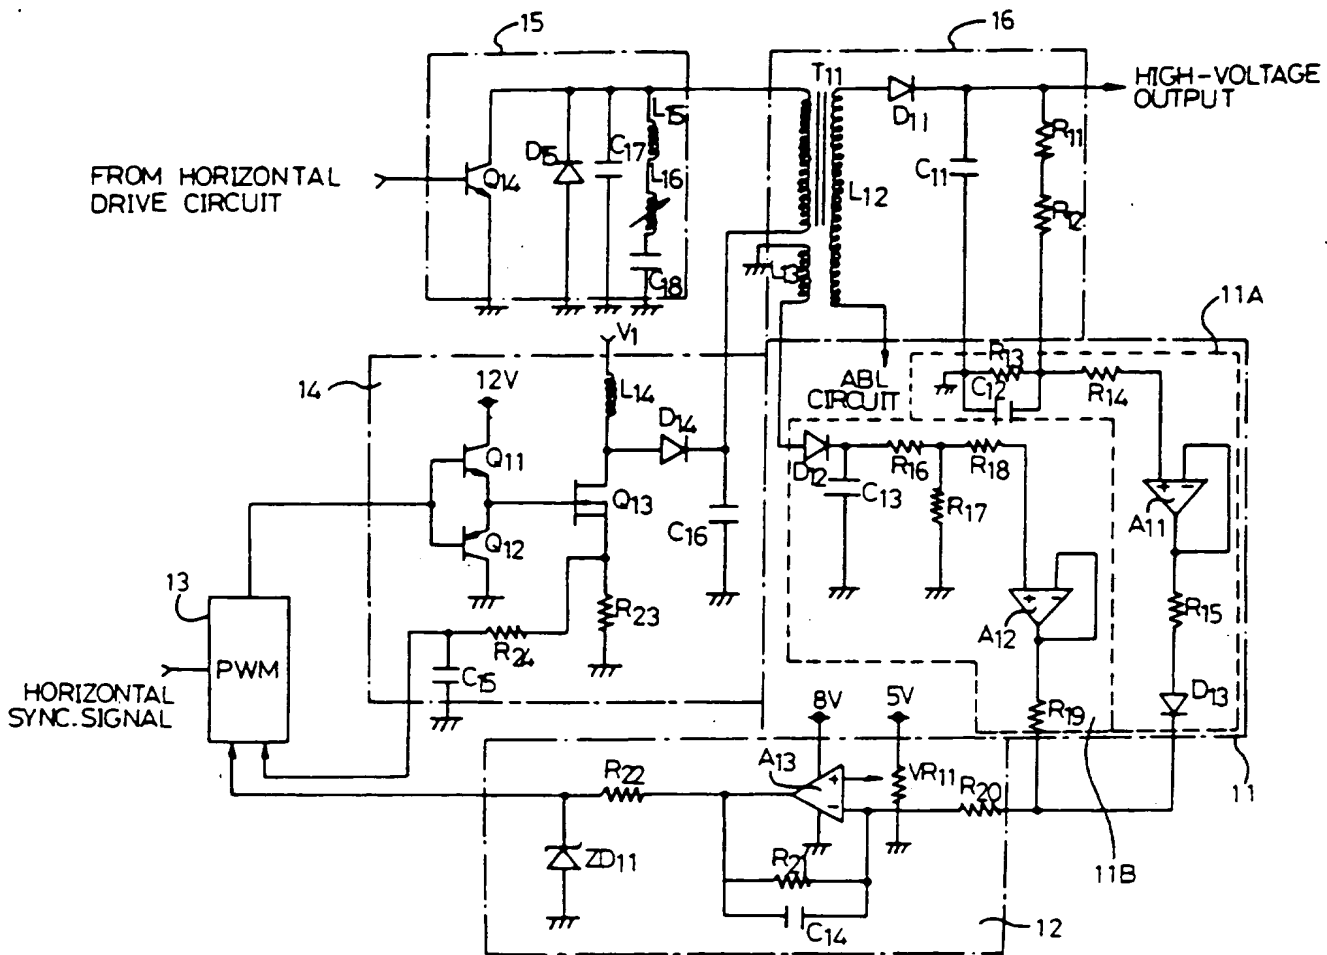 15
16
T11
HIGH-VOLTAGE
OUTPUT
D11
L15
R11
D15
C17
C11
FROM HORIZONTAL
DRIVE CIRCUIT
Q14
L16
L12
R12
L13
C18
11A
V1
R13
14
12V
ABL
CIRCUIT
C12
R14
L14
D14
Q11
D12
R16
R18
C13
Q13
R17
A11
C16
Q12
13
R23
A12
R15
PWM
R24
C15
D13
HORIZONTAL
SYNC.SIGNAL
8V
5V
R19
A13
VR11
11
R22
R20
ZD11
R21
11B
C14
12